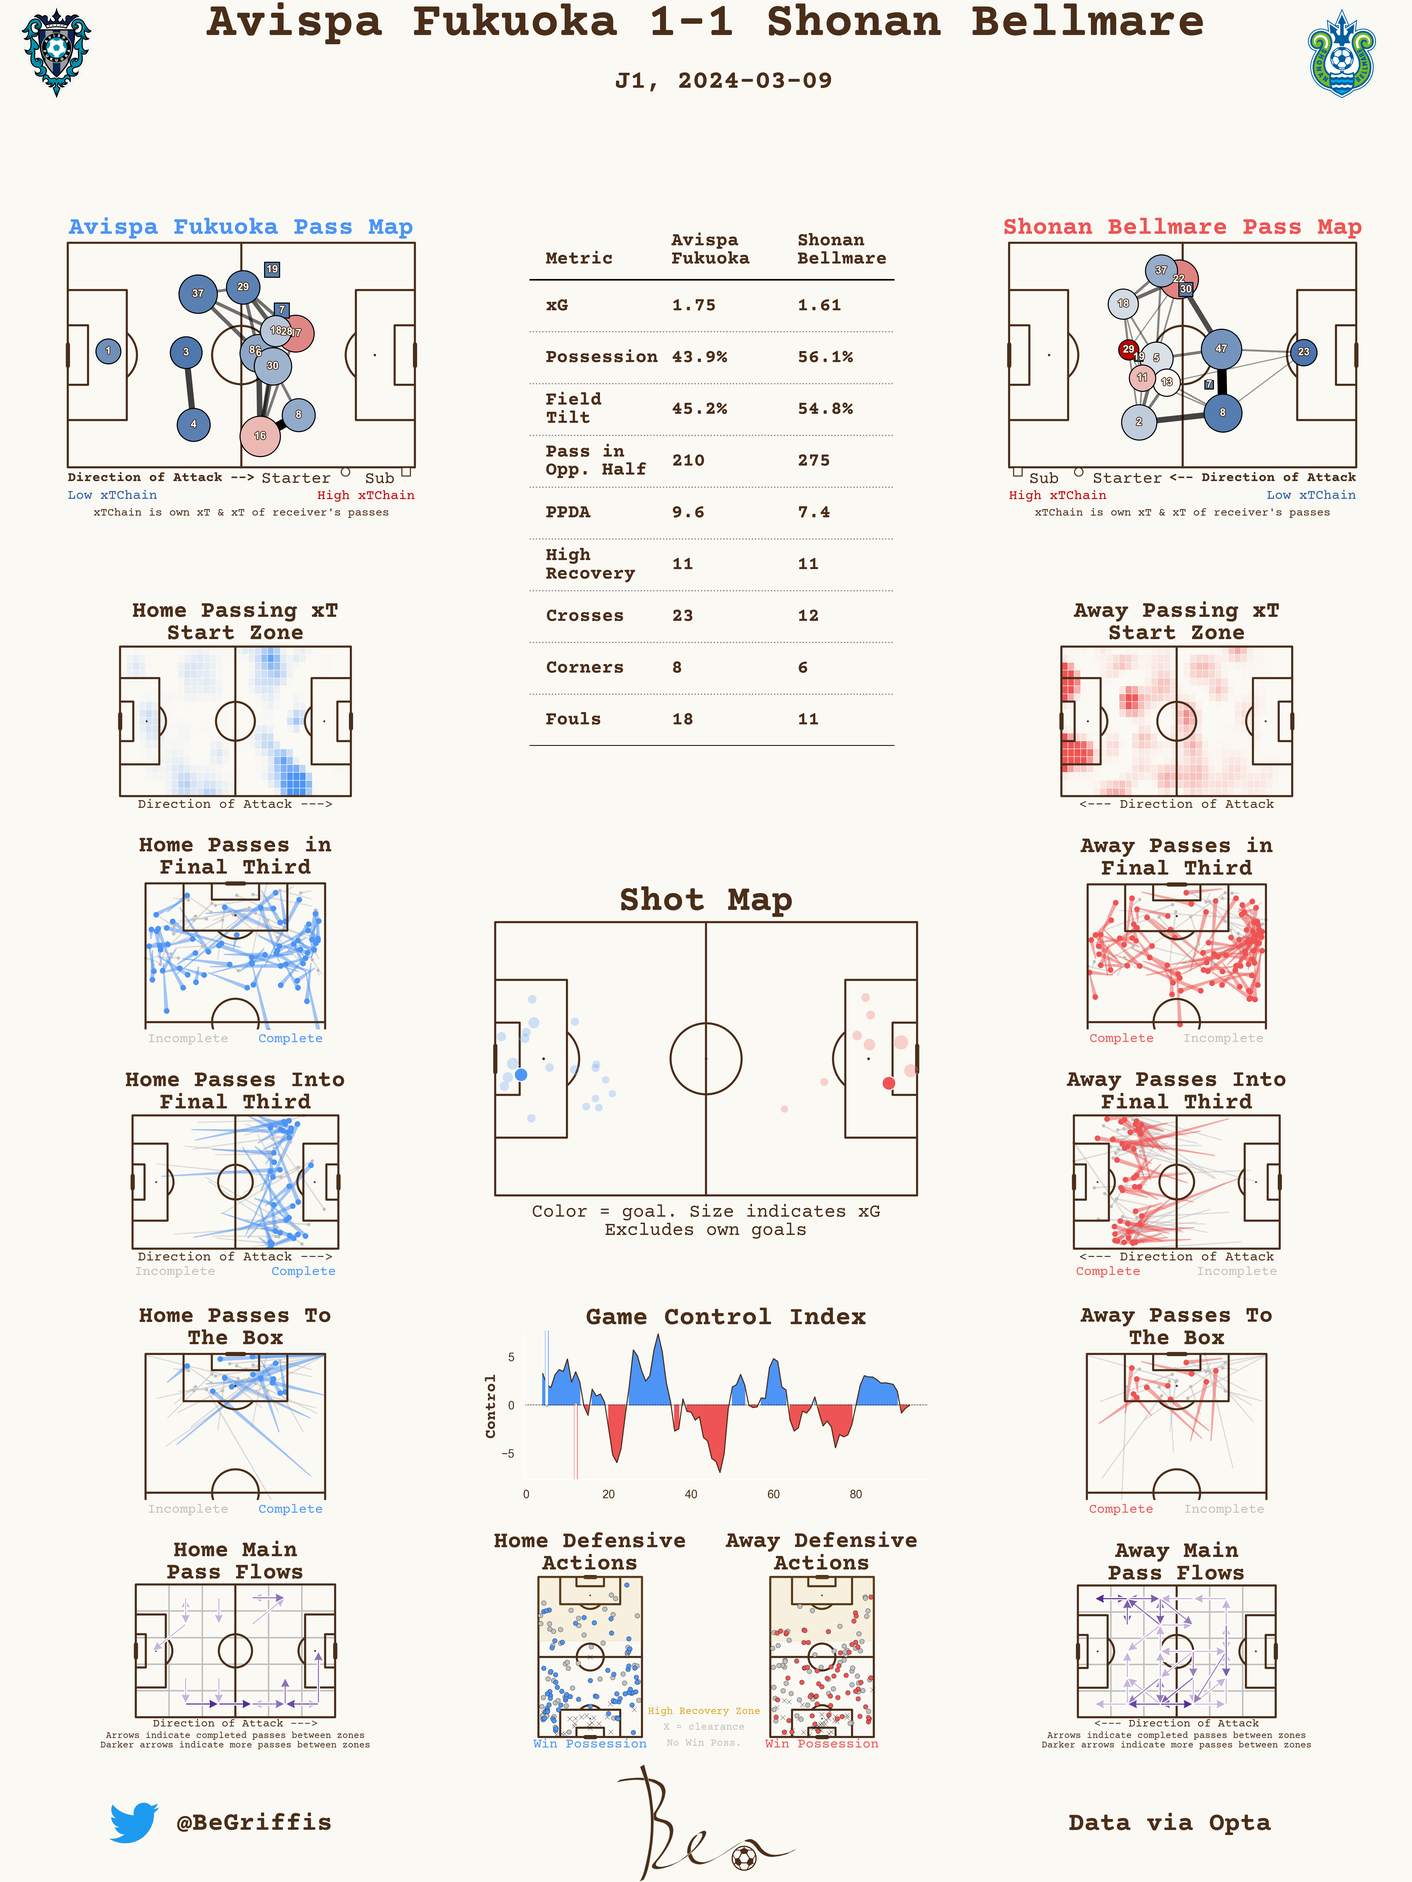 Avispa Fukuoka 1-1 Shonan Bellmare
J1, 2024-03-09
Avispa Fukuoka Pass Map
19
37
29
7
18
28
17
1
3
6
30
4
8
16
Direction of Attack --> Starter Sub
Low xTChain High xTChain
xTChain is own xT & xT of receiver's passes
Metric Avispa Fukuoka Shonan Bellmare
xG 1.75 1.61
Possession 43.9% 56.1%
Field Tilt 45.2% 54.8%
Pass in Opp. Half 210 275
PPDA 9.6 7.4
High Recovery 11 11
Crosses 23 12
Corners 8 6
Fouls 18 11
Shonan Bellmare Pass Map
37
22
30
18
29
19
5
47
23
11
13
7
2
8
Sub Starter <-- Direction of Attack
High xTChain Low xTChain
xTChain is own xT & xT of receiver's passes
Home Passing xT
Start Zone
Direction of Attack --->
Away Passing xT
Start Zone
<--- Direction of Attack
Home Passes in
Final Third
Incomplete Complete
Shot Map
Color = goal. Size indicates xG
Excludes own goals
Away Passes in
Final Third
Complete Incomplete
Home Passes Into
Final Third
Direction of Attack --->
Incomplete Complete
Away Passes Into
Final Third
<--- Direction of Attack
Complete Incomplete
Home Passes To
The Box
Incomplete Complete
Game Control Index
Control
5
0
−5
0 20 40 60 80
Away Passes To
The Box
Complete Incomplete
Home Main
Pass Flows
Direction of Attack --->
Arrows indicate completed passes between zones
Darker arrows indicate more passes between zones
Home Defensive
Actions
Win Possession
High Recovery Zone
X = clearance
No Win Poss.
Away Defensive
Actions
Win Possession
Away Main
Pass Flows
<--- Direction of Attack
Arrows indicate completed passes between zones
Darker arrows indicate more passes between zones
@BeGriffis
Ben
Data via Opta